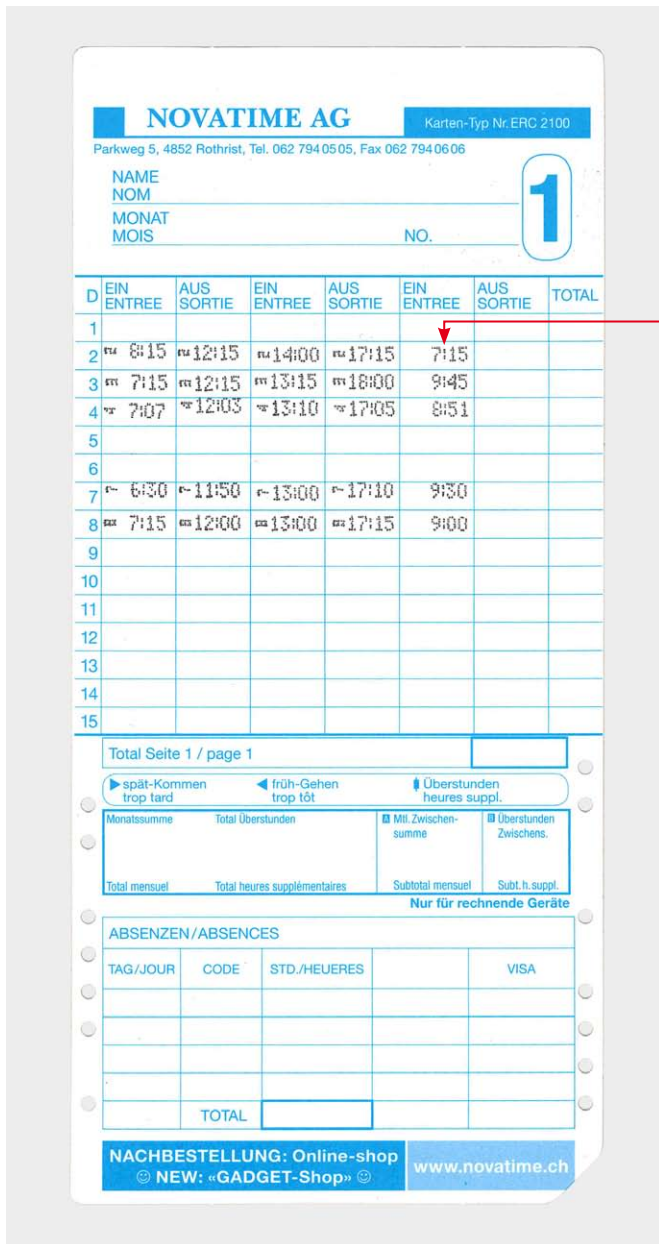 NOVATIME AG
Karten-Typ Nr. ERC 2100
Parkweg 5, 4852 Rothrist, Tel. 062 794 05 05, Fax 062 794 06 06
NAME
NOM
MONAT
MOIS
NO.
1
D EIN ENTREE AUS SORTIE EIN ENTREE AUS SORTIE EIN ENTREE AUS SORTIE TOTAL
1
2 8:15 12:15 14:00 17:15 7:15
3 7:15 12:15 13:15 18:00 9:45
4 7:07 12:03 13:10 17:05 8:51
5
6
7 6:30 11:50 13:00 17:10 9:30
8 7:15 12:00 13:00 17:15 9:00
9
10
11
12
13
14
15
Total Seite 1 / page 1
spät-Kommen früh-Gehen Überstunden
trop tard trop tôt heures suppl.
Monatssumme Total Überstunden A Mtl. Zwischen- B Überstunden
summe Zwischens.
Total mensuel Total heures supplémentaires Subtotal mensuel Subt. h. suppl.
Nur für rechnende Geräte
ABSENZEN/ABSENCES
TAG/JOUR CODE STD./HEUERES VISA
TOTAL
NACHBESTELLUNG: Online-shop
☺ NEW: «GADGET-Shop» ☺
www.novatime.ch